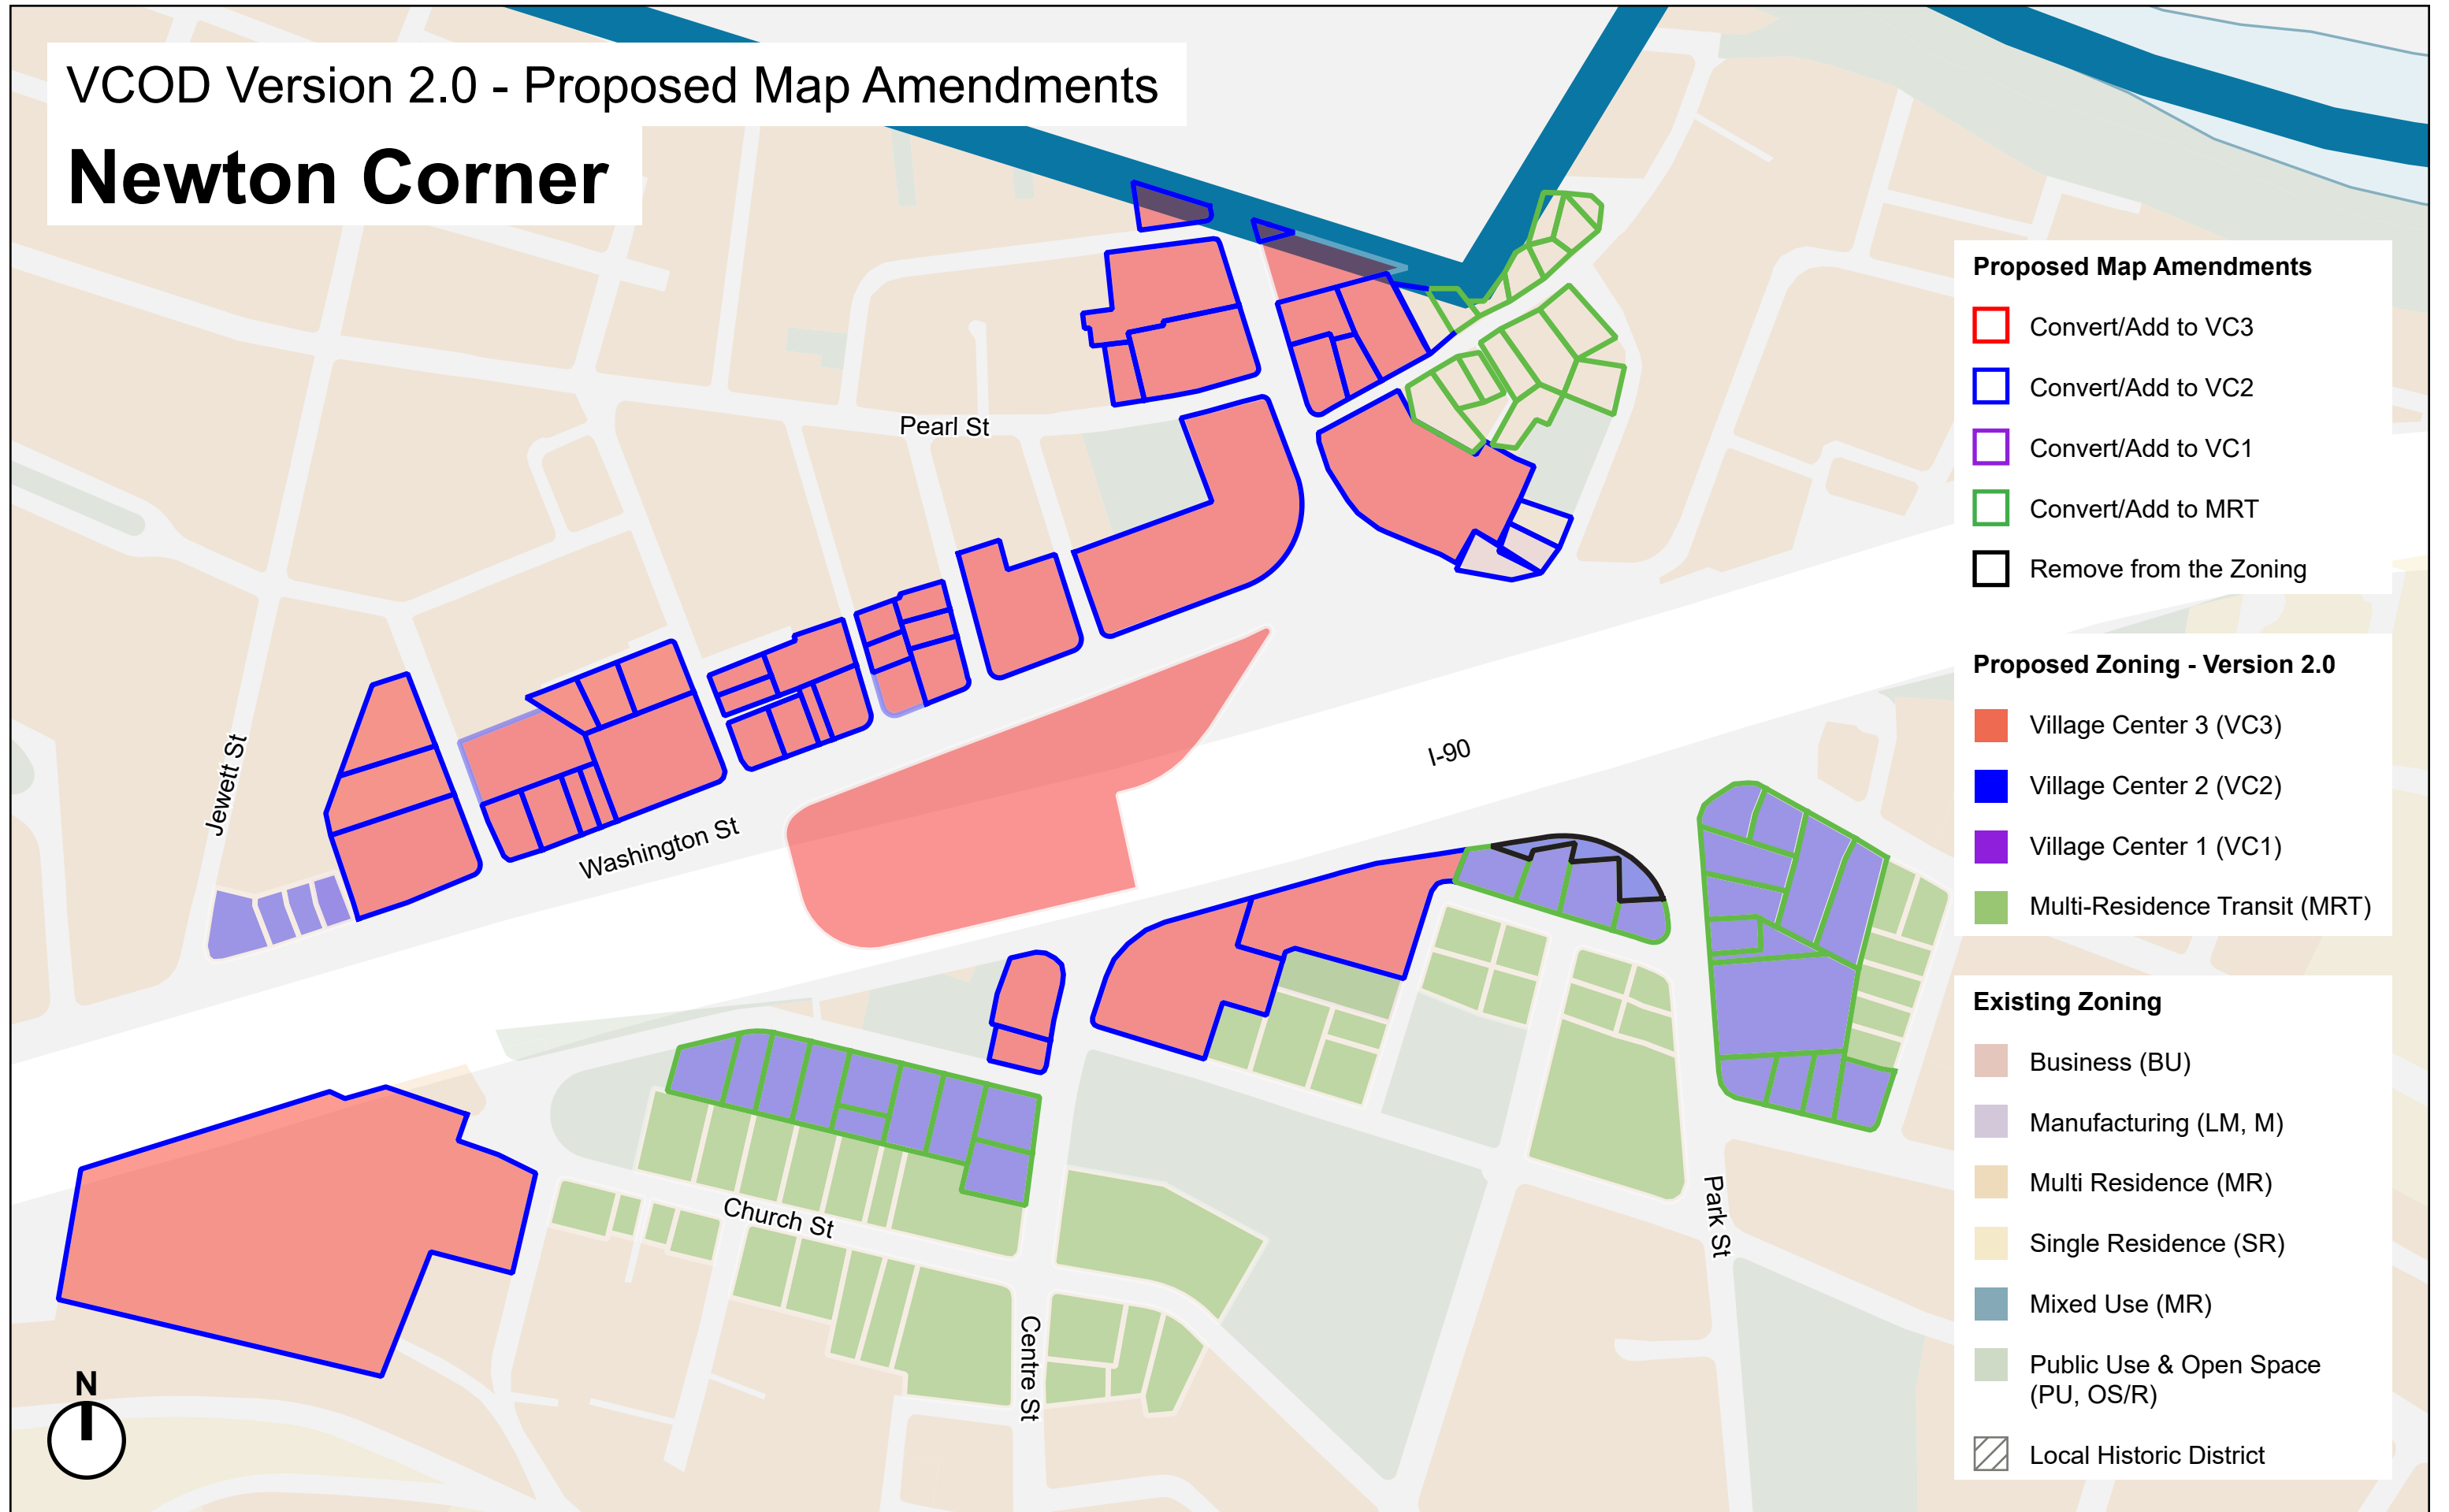 VCOD Version 2.0 - Proposed Map Amendments
Newton Corner
Pearl St
Jewett St
Washington St
I-90
Church St
Centre St
Park St
N
Proposed Map Amendments
Convert/Add to VC3
Convert/Add to VC2
Convert/Add to VC1
Convert/Add to MRT
Remove from the Zoning
Proposed Zoning - Version 2.0
Village Center 3 (VC3)
Village Center 2 (VC2)
Village Center 1 (VC1)
Multi-Residence Transit (MRT)
Existing Zoning
Business (BU)
Manufacturing (LM, M)
Multi Residence (MR)
Single Residence (SR)
Mixed Use (MR)
Public Use & Open Space
(PU, OS/R)
Local Historic District